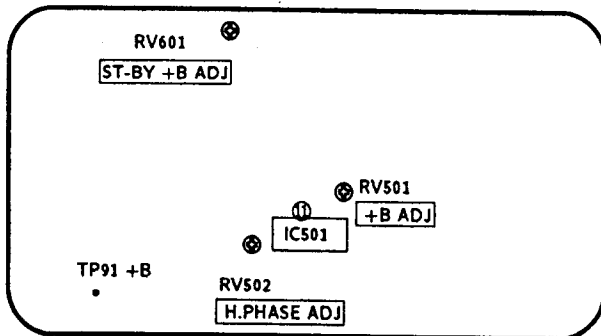 RV601
ST-BY +B ADJ
RV501
+B ADJ
11
IC501
TP91 +B
RV502
H.PHASE ADJ